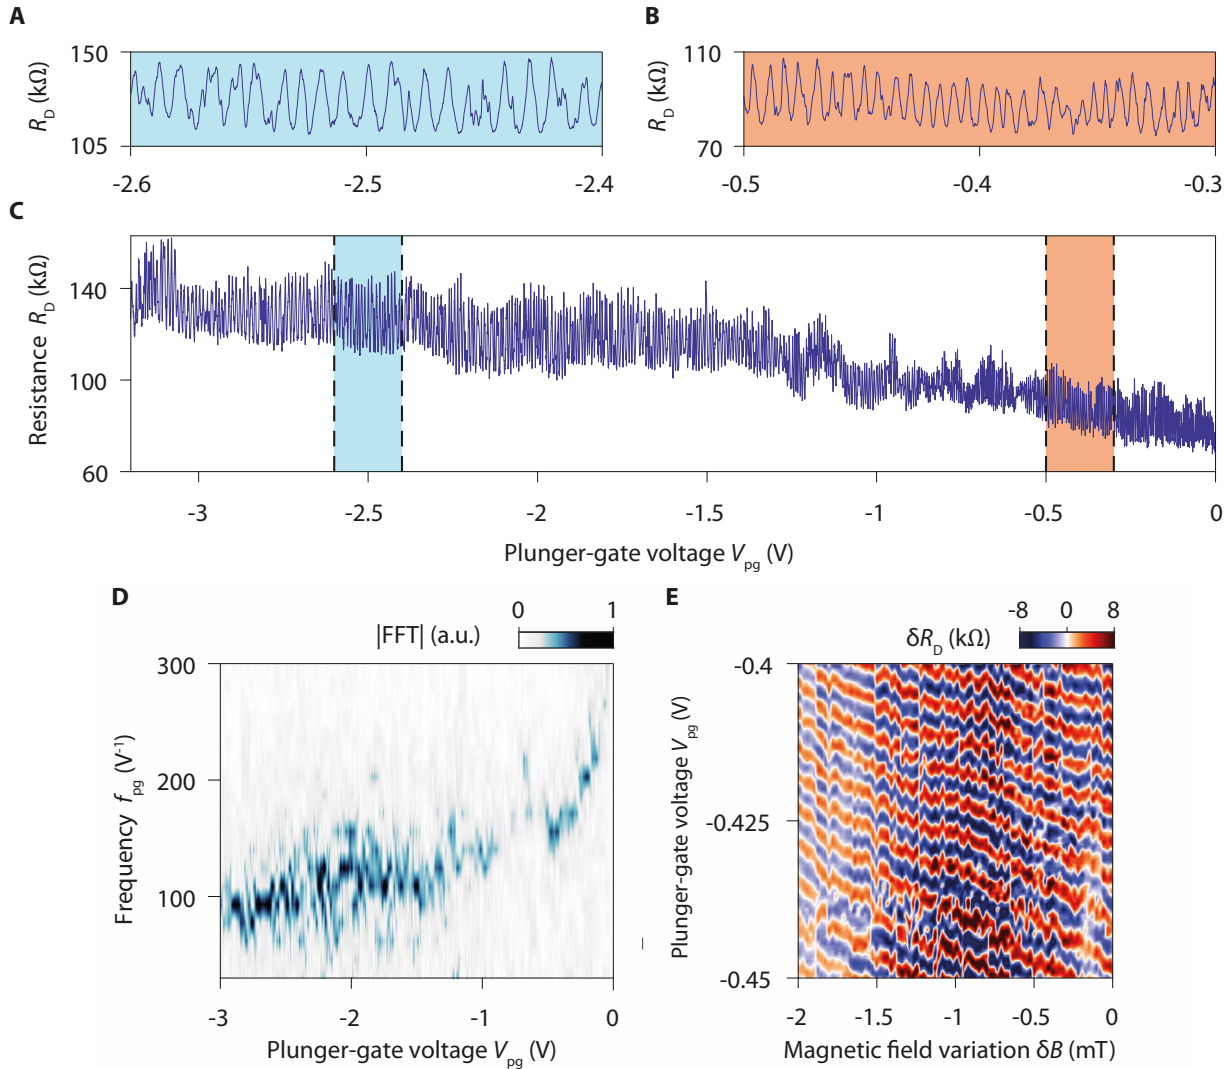 A
B
R_D (kΩ)
150
105
-2.6
-2.5
-2.4
R_D (kΩ)
110
70
-0.5
-0.4
-0.3
C
Resistance R_D (kΩ)
140
100
60
-3
-2.5
-2
-1.5
-1
-0.5
0
Plunger-gate voltage V_pg (V)
D
|FFT| (a.u.)
0
1
Frequency f_pg (V⁻¹)
300
200
100
-3
-2
-1
0
Plunger-gate voltage V_pg (V)
E
δR_D (kΩ)
-8
0
8
Plunger-gate voltage V_pg (V)
-0.4
-0.425
-0.45
-2
-1.5
-1
-0.5
0
Magnetic field variation δB (mT)